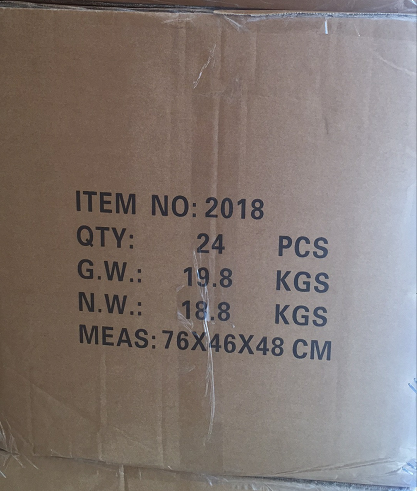 ITEM NO: 2018
QTY: 24 PCS
G.W.: 19.8 KGS
N.W.: 18.8 KGS
MEAS: 76X46X48 CM